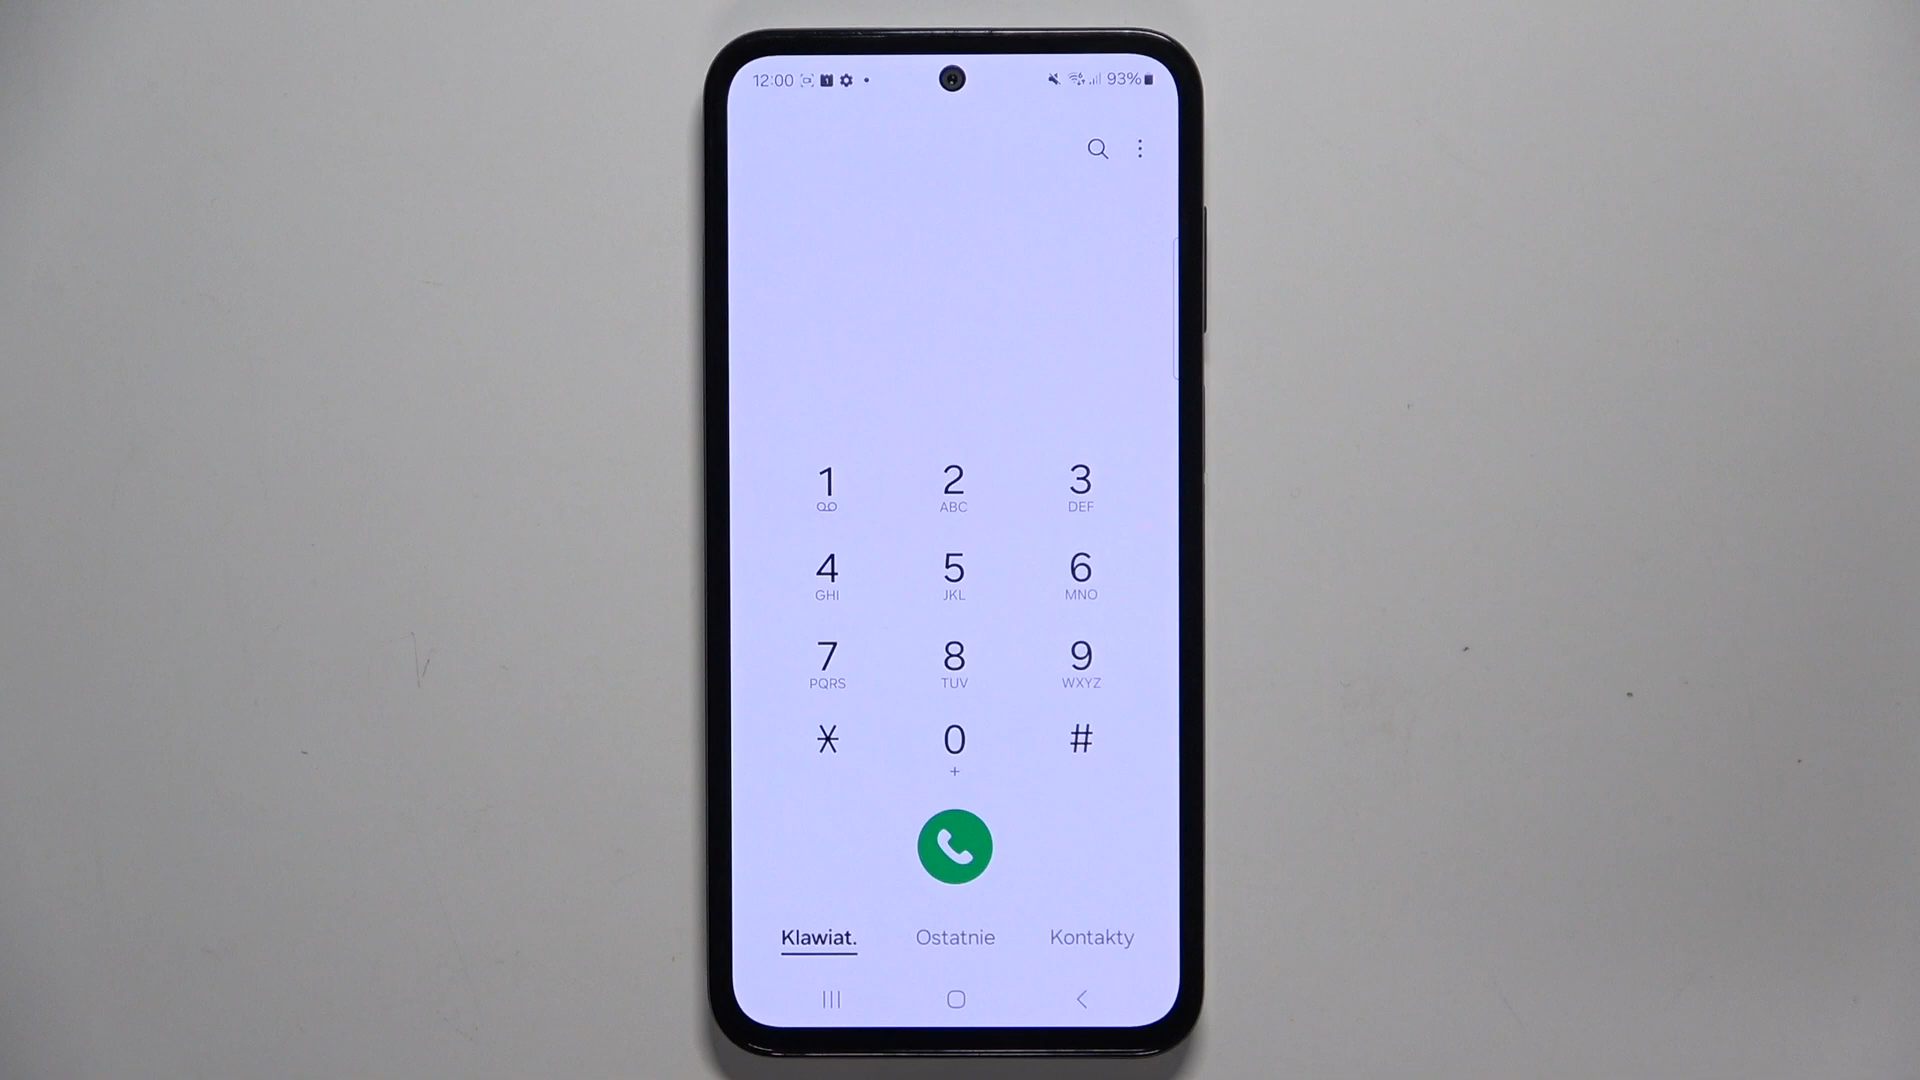 12:00 93%
1 2 3
ABC DEF
4 5 6
GHI JKL MNO
7 8 9
PQRS TUV WXYZ
* 0 #
+
Klawiat. Ostatnie Kontakty